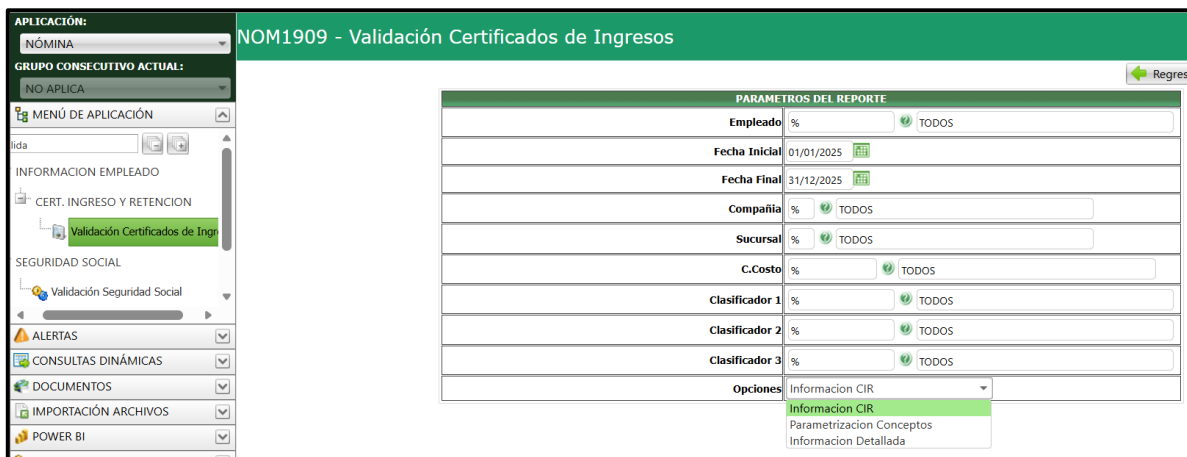 APLICACIÓN:
NÓMINA
GRUPO CONSECUTIVO ACTUAL:
NO APLICA
MENÚ DE APLICACIÓN
lida
INFORMACION EMPLEADO
CERT. INGRESO Y RETENCION
Validación Certificados de Ingr
SEGURIDAD SOCIAL
Validación Seguridad Social
ALERTAS
CONSULTAS DINÁMICAS
DOCUMENTOS
IMPORTACIÓN ARCHIVOS
POWER BI
NOM1909 - Validación Certificados de Ingresos
Regres
PARAMETROS DEL REPORTE
Empleado % TODOS
Fecha Inicial 01/01/2025
Fecha Final 31/12/2025
Compañia % TODOS
Sucursal % TODOS
C.Costo % TODOS
Clasificador 1 % TODOS
Clasificador 2 % TODOS
Clasificador 3 % TODOS
Opciones Informacion CIR
Informacion CIR
Parametrizacion Conceptos
Informacion Detallada